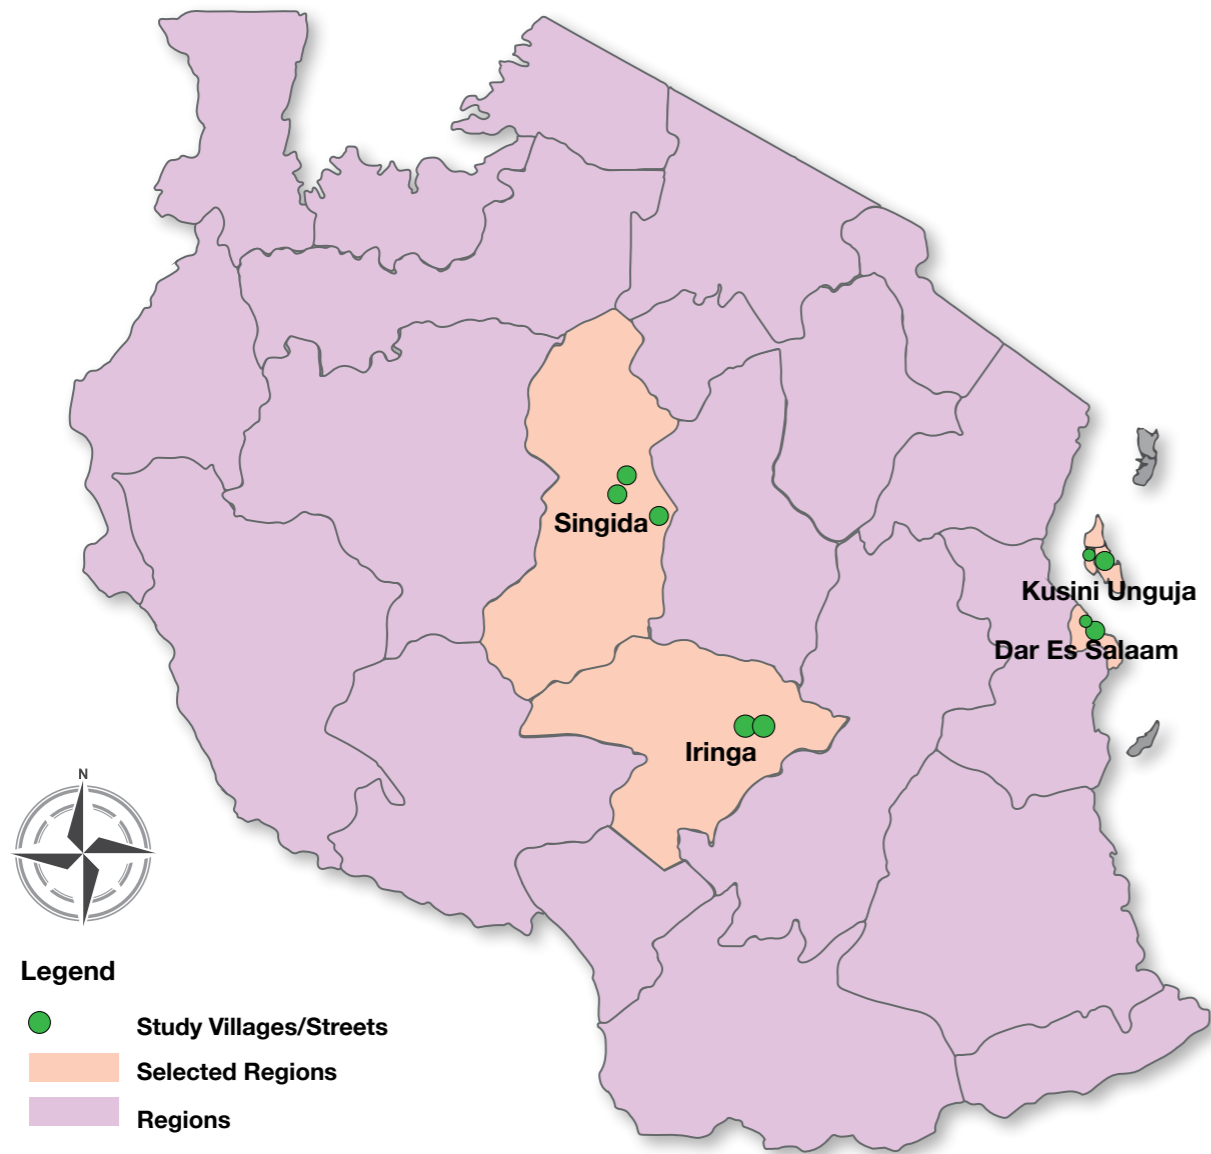 Singida
Kusini Unguja
Dar Es Salaam
Iringa
N
Legend
Study Villages/Streets
Selected Regions
Regions